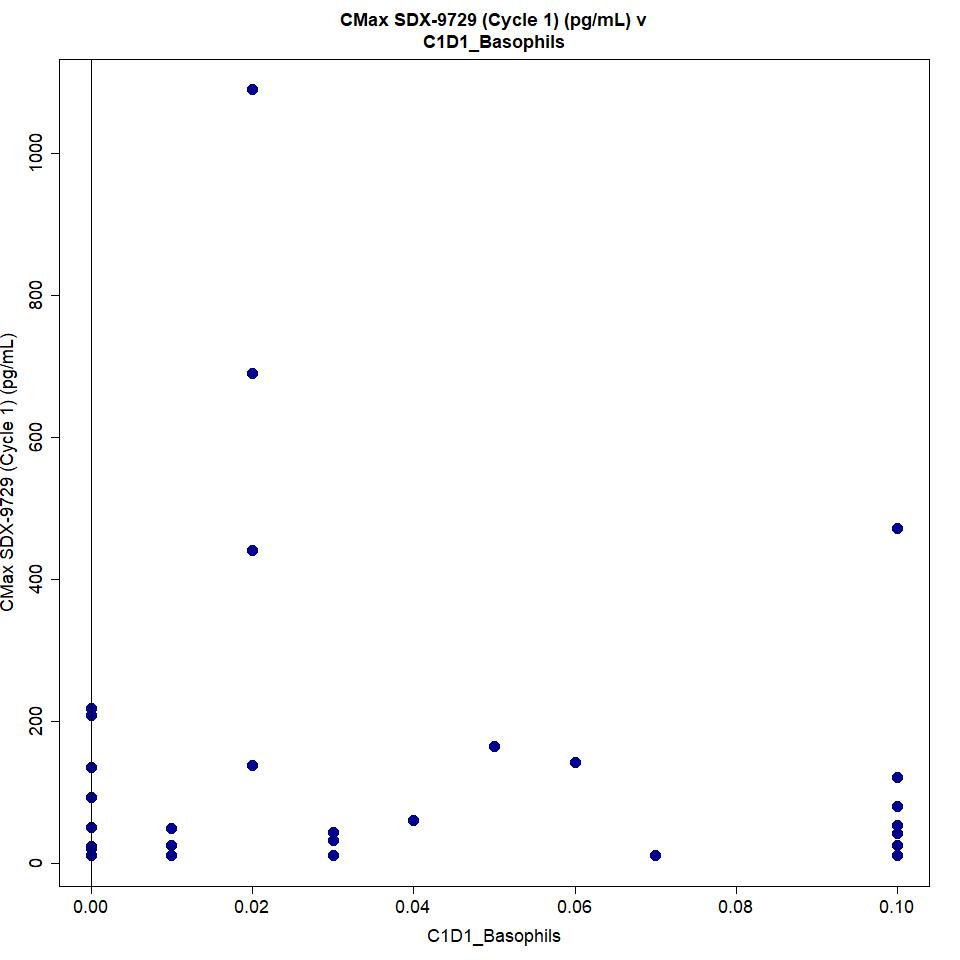 CMax SDX-9729 (Cycle 1) (pg/mL) v
C1D1_Basophils
1000
800
600
400
200
0
CMax SDX-9729 (Cycle 1) (pg/mL)
0.00 0.02 0.04 0.06 0.08 0.10
C1D1_Basophils